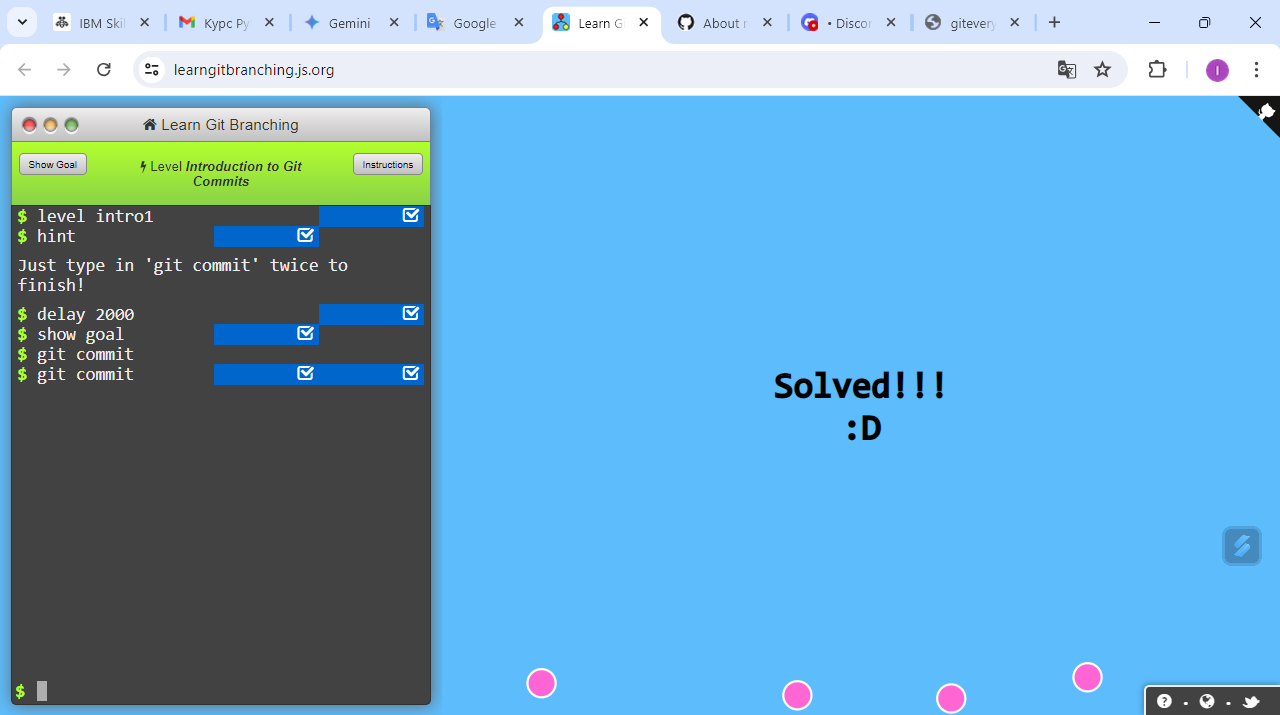 IBM Ski
Курс Ру
Gemini
Google
Learn G
About r
• Discor
gitevery
learngitbranching.js.org
I
Learn Git Branching
Show Goal
Level Introduction to Git
Commits
Instructions
$ level intro1
$ hint
Just type in 'git commit' twice to
finish!
$ delay 2000
$ show goal
$ git commit
$ git commit
$
Solved!!!
:D